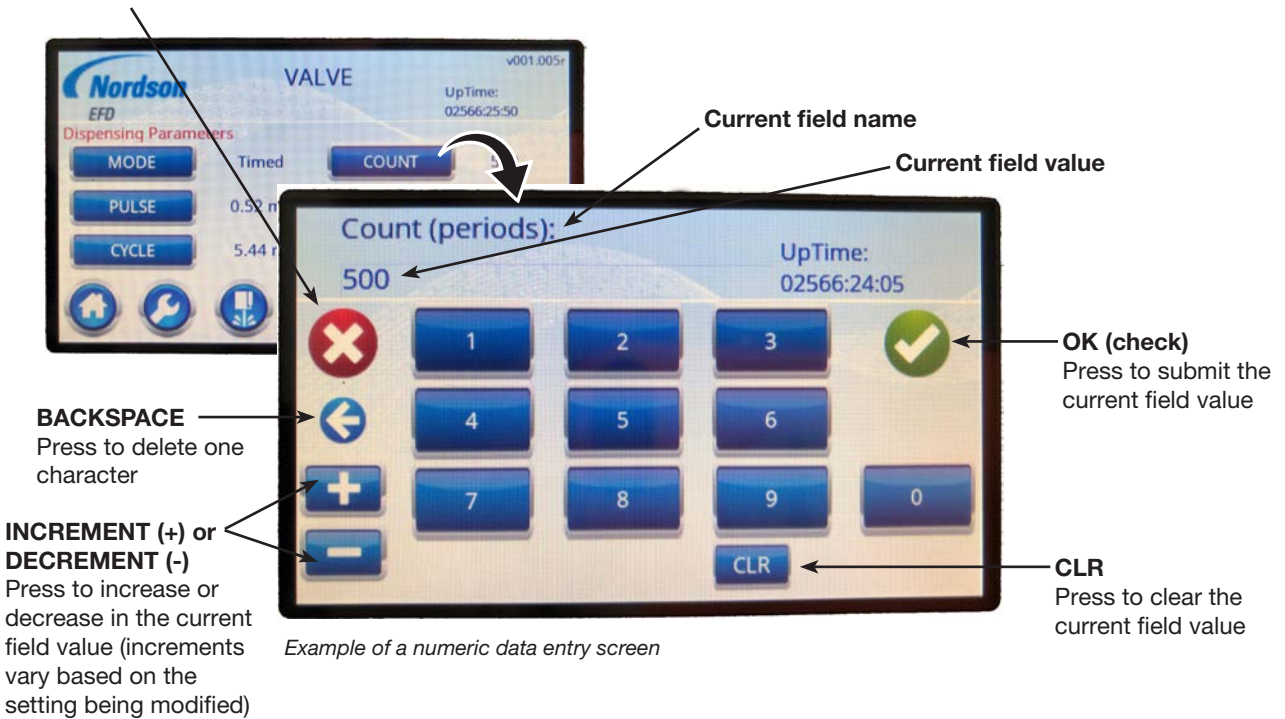 v001.005r
Nordson
EFD
VALVE
UpTime:
02566:25:50
Dispensing Parameters
MODE
Timed
COUNT
PULSE
CYCLE
5.44
Current field name
Current field value
Count (periods):
500
UpTime:
02566:24:05
1
2
3
4
5
6
7
8
9
0
CLR
OK (check)
Press to submit the
current field value
BACKSPACE
Press to delete one
character
INCREMENT (+) or
DECREMENT (-)
Press to increase or
decrease in the current
field value (increments
vary based on the
setting being modified)
CLR
Press to clear the
current field value
Example of a numeric data entry screen